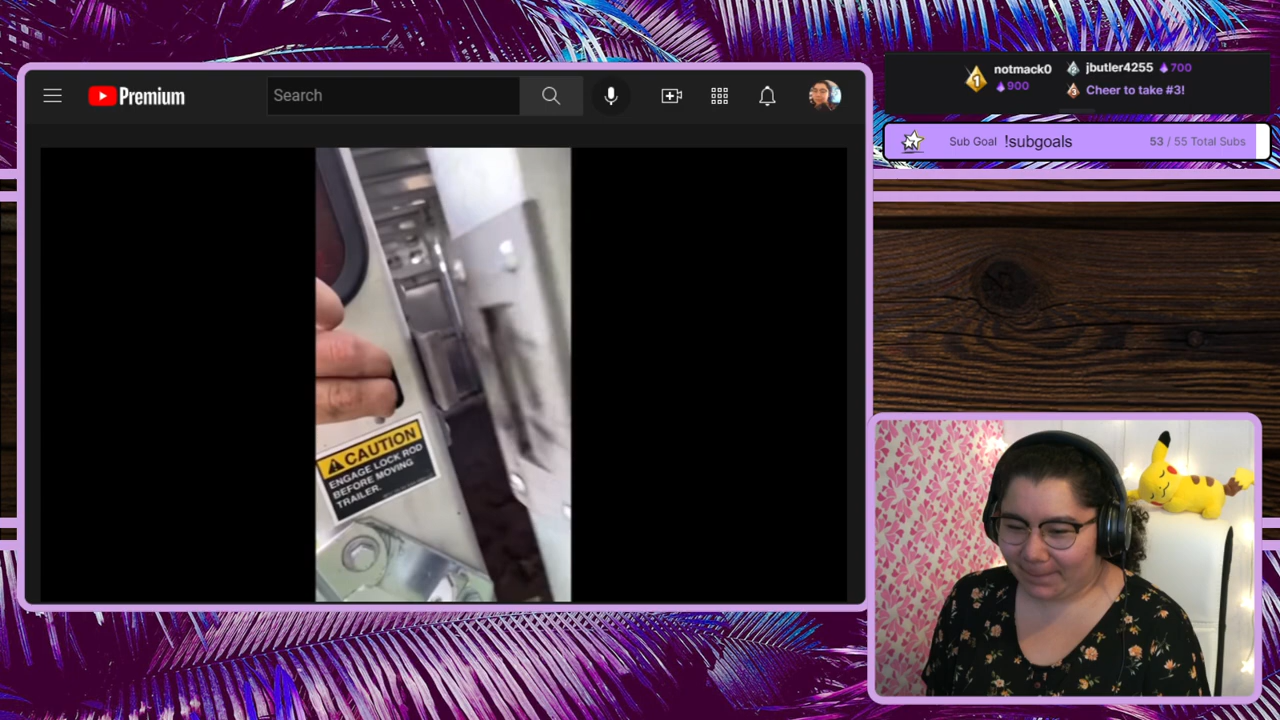 Premium
Search
notmack0
900
jbutler4255 700
Cheer to take #3!
Sub Goal !subgoals 53 / 55 Total Subs
CAUTION
ENGAGE LOCK ROD
BEFORE MOVING
TRAILER.